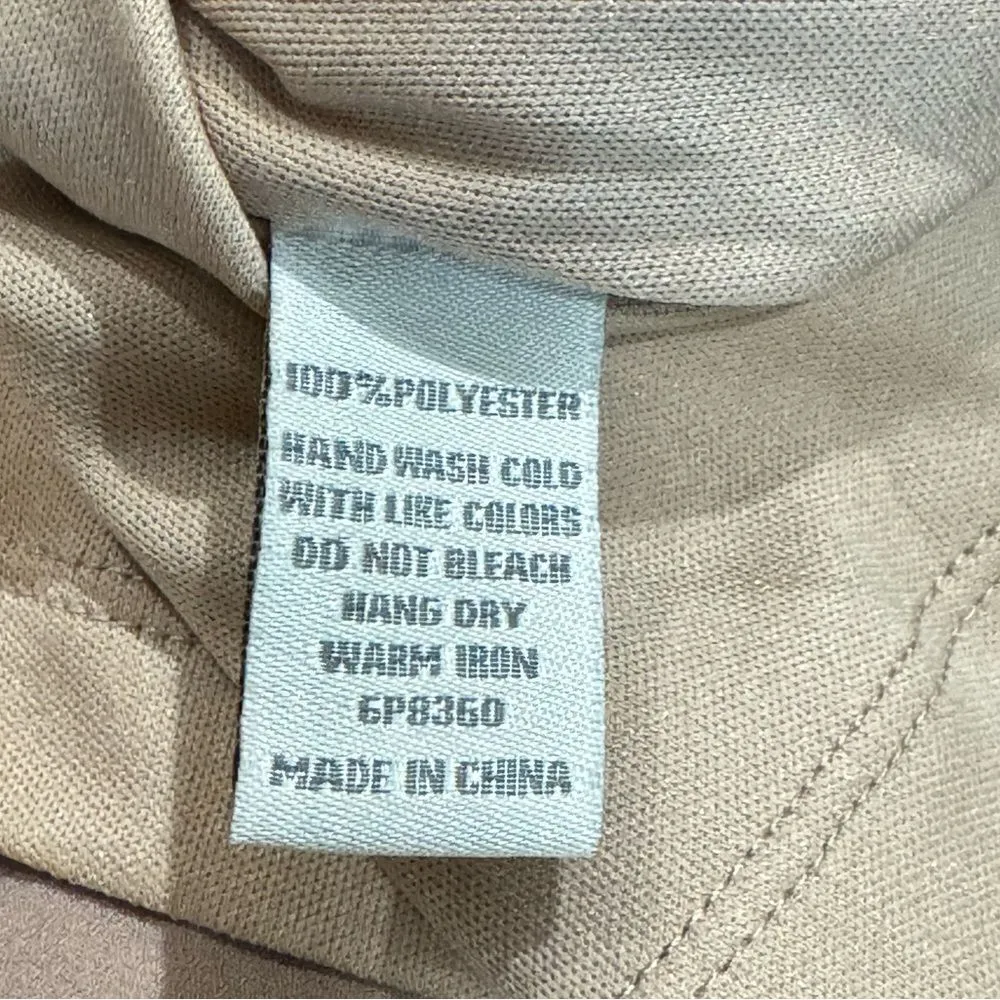 100%POLYESTER
HAND WASH COLD
WITH LIKE COLORS
DO NOT BLEACH
HANG DRY
WARM IRON
6P8360
MADE IN CHINA